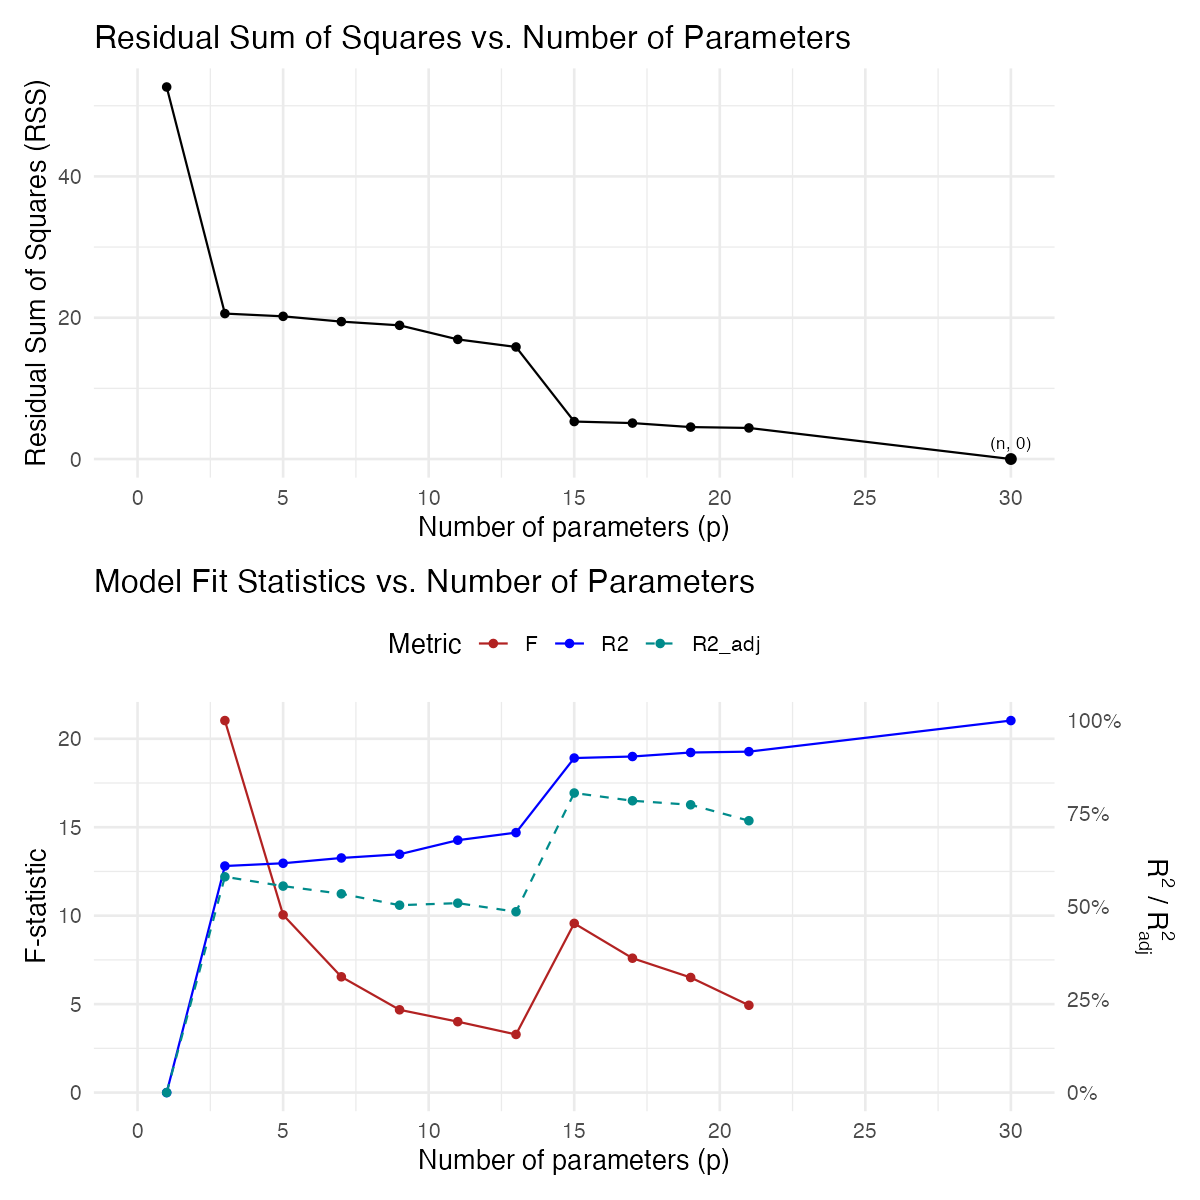 Residual Sum of Squares vs. Number of Parameters
Residual Sum of Squares (RSS)
40
20
0
(n, 0)
0 5 10 15 20 25 30
Number of parameters (p)
Model Fit Statistics vs. Number of Parameters
Metric F R2 R2_adj
F-statistic
20
15
10
5
0
100%
75%
50%
25%
0%
R² / R²adj
0 5 10 15 20 25 30
Number of parameters (p)